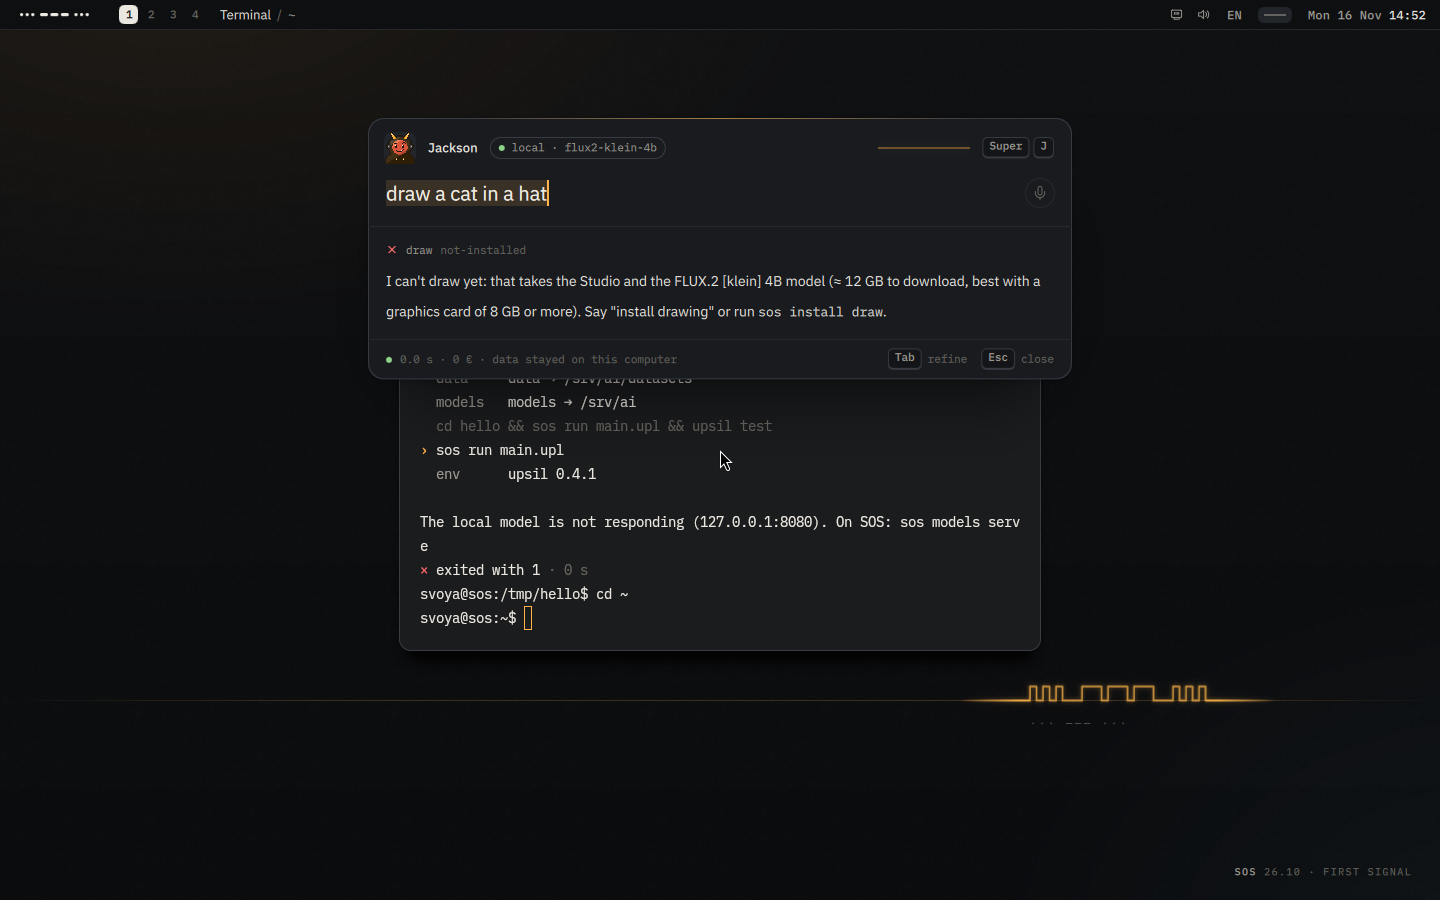 1 2 3 4 Terminal / ~ EN Mon 16 Nov 14:52
Jackson local · flux2-klein-4b Super J
draw a cat in a hat
× draw not-installed
I can't draw yet: that takes the Studio and the FLUX.2 [klein] 4B model (≈ 12 GB to download, best with a
graphics card of 8 GB or more). Say "install drawing" or run sos install draw.
0.0 s · 0 € · data stayed on this computer Tab refine Esc close
data data → /srv/ai/datasets
models models → /srv/ai
cd hello && sos run main.upl && upsil test
› sos run main.upl
env upsil 0.4.1
The local model is not responding (127.0.0.1:8080). On SOS: sos models serv
e
× exited with 1 · 0 s
svoya@sos:/tmp/hello$ cd ~
svoya@sos:~$
SOS 26.10 · FIRST SIGNAL